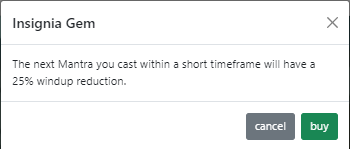 Insignia Gem
The next Mantra you cast within a short timeframe will have a
25% windup reduction.
cancel buy